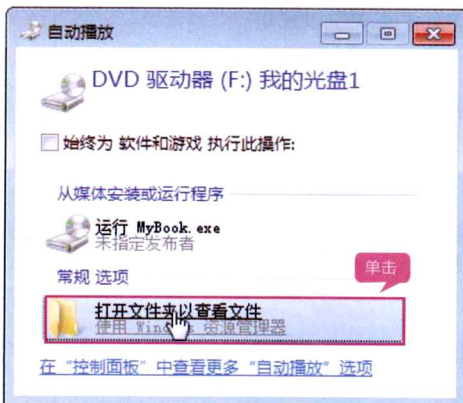 自动播放
DVD 驱动器 (F:) 我的光盘1
始终为 软件和游戏 执行此操作:
从媒体安装或运行程序
运行 MyBook.exe
未指定发布者
常规 选项
单击
打开文件夹以查看文件
使用 Windows 资源管理器
在“控制面板”中查看更多“自动播放”选项